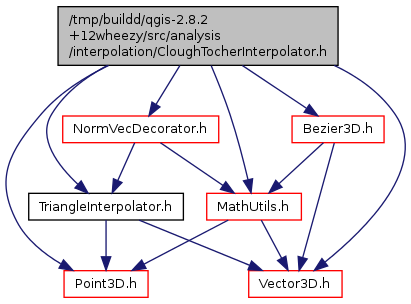 /tmp/buildd/qgis-2.8.2
+12wheezy/src/analysis
/interpolation/CloughTocherInterpolator.h
NormVecDecorator.h
Bezier3D.h
TriangleInterpolator.h
MathUtils.h
Point3D.h
Vector3D.h